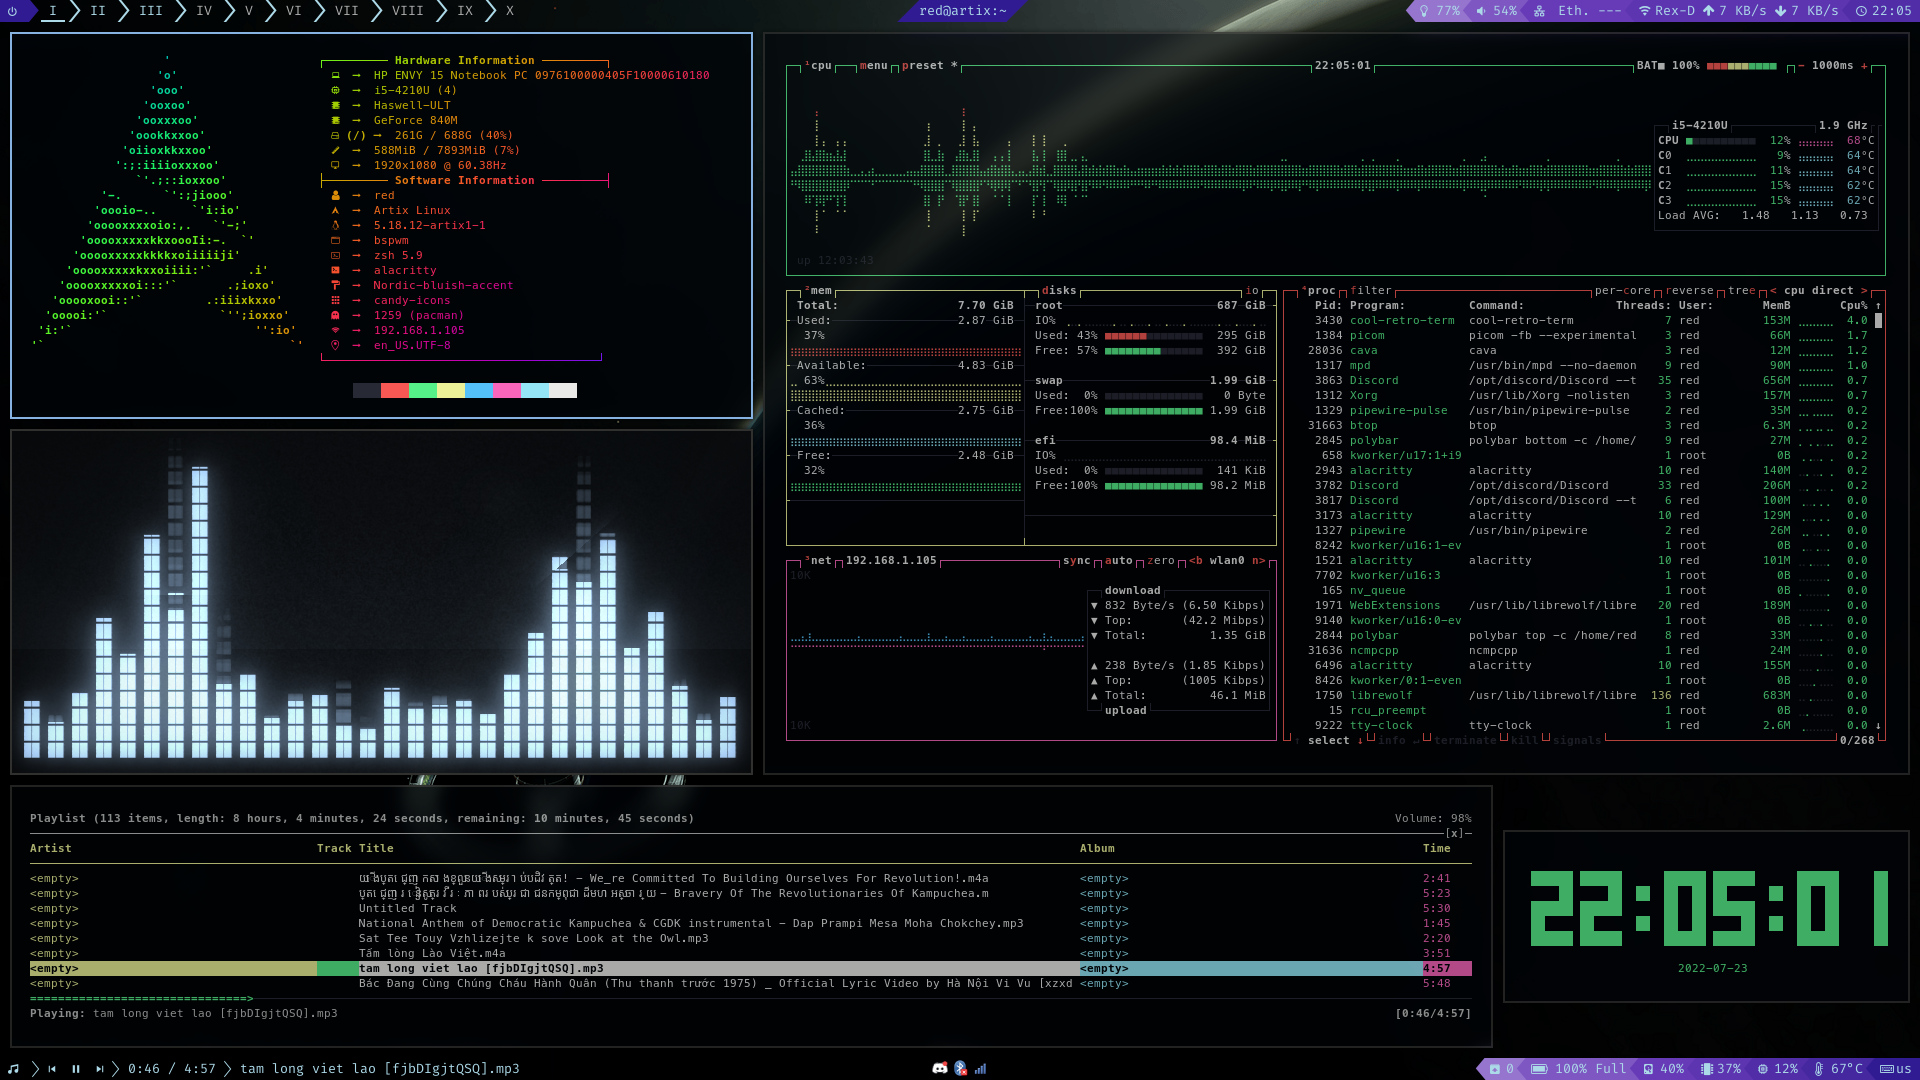 I II III IV V VI VII VIII IX X
red@artix:~
77% 54% Eth. --- Rex-D 7 KB/s 7 KB/s 22:05
Hardware Information
HP ENVY 15 Notebook PC 0976100000405F10000610180
i5-4210U (4)
Haswell-ULT
GeForce 840M
(/) → 261G / 688G (40%)
588MiB / 7893MiB (7%)
1920x1080 @ 60.38Hz
Software Information
red
Artix Linux
5.18.12-artix1-1
bspwm
zsh 5.9
alacritty
Nordic-bluish-accent
candy-icons
1259 (pacman)
192.168.1.105
en_US.UTF-8
¹cpu menu preset * 22:05:01 BAT■ 100% - 1000ms +
i5-4210U 1.9 GHz
CPU 12% 68°C
C0 9% 64°C
C1 11% 64°C
C2 15% 62°C
C3 15% 62°C
Load AVG: 1.48 1.13 0.73
up 12:03:43
²mem
Total: 7.70 GiB
Used: 2.87 GiB
37%
Available: 4.83 GiB
63%
Cached: 2.75 GiB
36%
Free: 2.48 GiB
32%
disks io
root 687 GiB
IO%
Used: 43% 295 GiB
Free: 57% 392 GiB
swap 1.99 GiB
Used: 0% 0 Byte
Free:100% 1.99 GiB
efi 98.4 MiB
IO%
Used: 0% 141 KiB
Free:100% 98.2 MiB
³net 192.168.1.105 sync auto zero <b wlan0 n>
10K
download
▼ 832 Byte/s (6.50 Kibps)
▼ Top: (42.2 Mibps)
▼ Total: 1.35 GiB
▲ 238 Byte/s (1.85 Kibps)
▲ Top: (1005 Kibps)
▲ Total: 46.1 MiB
upload
10K
⁴proc filter per-core reverse tree < cpu direct >
Pid: Program: Command: Threads: User: MemB Cpu% ↑
3430 cool-retro-term cool-retro-term 7 red 153M 4.0
1384 picom picom -fb --experimental 3 red 66M 1.7
28036 cava cava 3 red 12M 1.2
1317 mpd /usr/bin/mpd --no-daemon 9 red 90M 1.0
3863 Discord /opt/discord/Discord --t 35 red 656M 0.7
1312 Xorg /usr/lib/Xorg -nolisten 3 red 157M 0.7
1329 pipewire-pulse /usr/bin/pipewire-pulse 2 red 35M 0.2
31663 btop btop 3 red 6.3M 0.2
2845 polybar polybar bottom -c /home/ 9 red 27M 0.2
658 kworker/u17:1+i9 1 root 0B 0.2
2943 alacritty alacritty 10 red 140M 0.2
3782 Discord /opt/discord/Discord 33 red 206M 0.2
3817 Discord /opt/discord/Discord --t 6 red 100M 0.2
3173 alacritty alacritty 10 red 129M 0.0
1327 pipewire /usr/bin/pipewire 2 red 26M 0.0
8242 kworker/u16:1-ev 1 root 0B 0.0
1521 alacritty alacritty 10 red 101M 0.0
7702 kworker/u16:3 1 root 0B 0.0
165 nv_queue 1 root 0B 0.0
1971 WebExtensions /usr/lib/librewolf/libre 20 red 189M 0.0
9140 kworker/u16:0-ev 1 root 0B 0.0
2844 polybar polybar top -c /home/red 8 red 33M 0.0
31636 ncmpcpp ncmpcpp 1 red 24M 0.0
6496 alacritty alacritty 10 red 155M 0.0
8426 kworker/0:1-even 1 root 0B 0.0
1750 librewolf /usr/lib/librewolf/libre 136 red 683M 0.0
15 rcu_preempt 1 root 0B 0.0
9222 tty-clock tty-clock 1 red 2.6M 0.0 ↓
↑ select ↓ info ↵ terminate kill signals 0/268
Playlist (113 items, length: 8 hours, 4 minutes, 24 seconds, remaining: 10 minutes, 45 seconds) Volume: 98%
[x]
Artist Track Title Album Time
<empty> - We_re Committed To Building Ourselves For Revolution!.m4a <empty> 2:41
<empty> - Bravery Of The Revolutionaries Of Kampuchea.m <empty> 5:23
<empty> Untitled Track <empty> 5:30
<empty> National Anthem of Democratic Kampuchea & CGDK instrumental - Dap Prampi Mesa Moha Chokchey.mp3 <empty> 1:45
<empty> Sat Tee Touy Vzhlizejte k sove Look at the Owl.mp3 <empty> 2:20
<empty> Tấm lòng Lào Việt.m4a <empty> 3:51
<empty> tam long viet lao [fjbDIgjtQSQ].mp3 <empty> 4:57
<empty> Bác Đang Cùng Chúng Cháu Hành Quân (Thu thanh trước 1975) _ Official Lyric Video by Hà Nội Vi Vu [xzxd <empty> 5:48
Playing: tam long viet lao [fjbDIgjtQSQ].mp3 [0:46/4:57]
22:05:01
2022-07-23
0:46 / 4:57 tam long viet lao [fjbDIgjtQSQ].mp3
0 100% Full 40% 37% 12% 67°C us